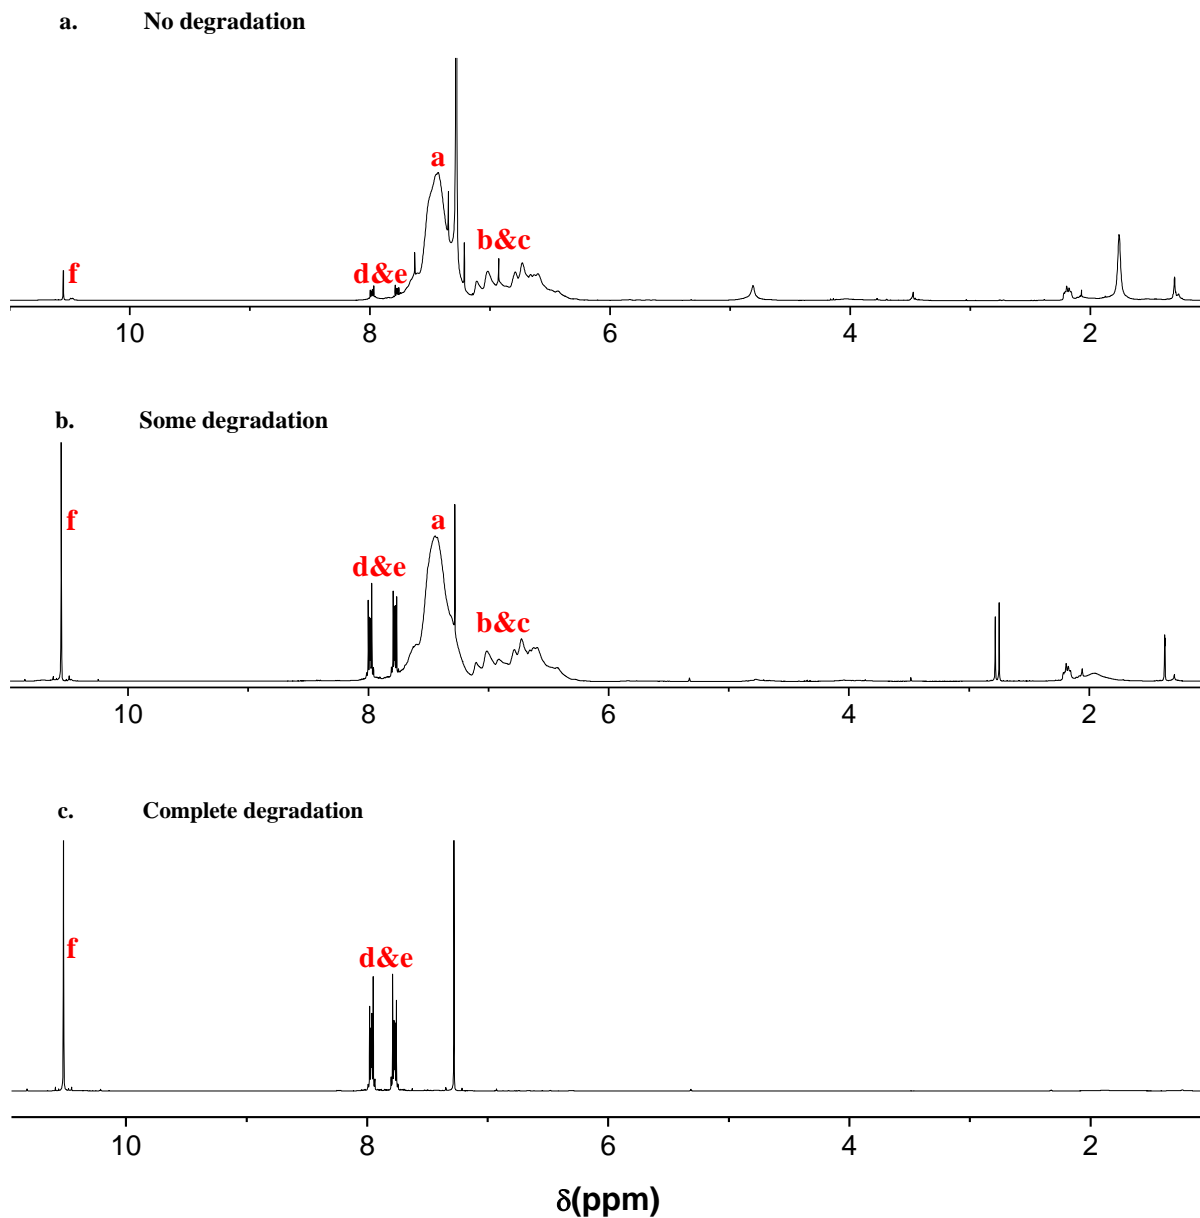 a. No degradation
a
b&c
f
d&e
10 8 6 4 2
b. Some degradation
f
a
d&e
b&c
10 8 6 4 2
c. Complete degradation
f
d&e
10 8 6 4 2
δ(ppm)